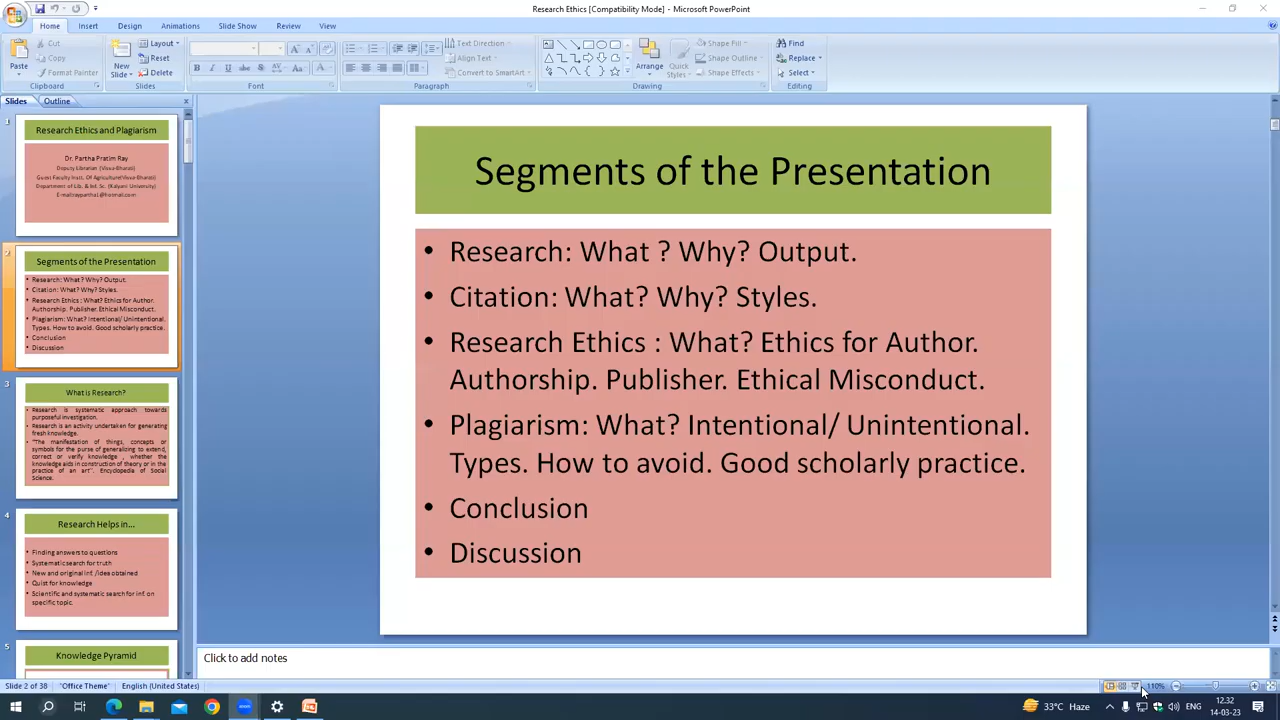 Research Ethics [Compatibility Mode] - Microsoft PowerPoint
Home Insert Design Animations Slide Show Review View
Paste
Cut
Copy
Format Painter
Clipboard
New Slide
Layout
Reset
Delete
Slides
Font
Paragraph
Text Direction
Align Text
Convert to SmartArt
Arrange
Quick Styles
Shape Fill
Shape Outline
Shape Effects
Drawing
Find
Replace
Select
Editing
Slides Outline
1
Research Ethics and Plagiarism
Dr. Partha Pratim Ray
Deputy Librarian (Visva-Bharati)
Guest Faculty Inst. Of Agriculture(Visva-Bharati)
Department of Lib. & Inf. Sc. (Kalyani University)
2
Segments of the Presentation
Research: What ? Why? Output.
Citation: What? Why? Styles.
Research Ethics : What? Ethics for Author.
Authorship. Publisher. Ethical Misconduct.
Plagiarism: What? Intentional/ Unintentional.
Types. How to avoid. Good scholarly practice.
Conclusion
Discussion
3
What is Research?
Research is systematic approach towards
purposeful investigation.
Research is an activity undertaken for generating
fresh knowledge.
"The manifestation of things, concepts or
symbols for the purse of generalizing to extend,
correct or verify knowledge , whether the
knowledge aids in construction of theory or in the
practice of an art". Encyclopedia of Social
Science.
4
Research Helps in...
Finding answers to questions
Systematic search for truth
New and original inf. /idea obtained
Quist for knowledge
Scientific and systematic search for inf. on
specific topic.
5
Knowledge Pyramid
Segments of the Presentation
• Research: What ? Why? Output.
• Citation: What? Why? Styles.
• Research Ethics : What? Ethics for Author.
Authorship. Publisher. Ethical Misconduct.
• Plagiarism: What? Intentional/ Unintentional.
Types. How to avoid. Good scholarly practice.
• Conclusion
• Discussion
Click to add notes
Slide 2 of 38 "Office Theme" English (United States) 110%
33°C Haze ENG 12.32
14-03-23